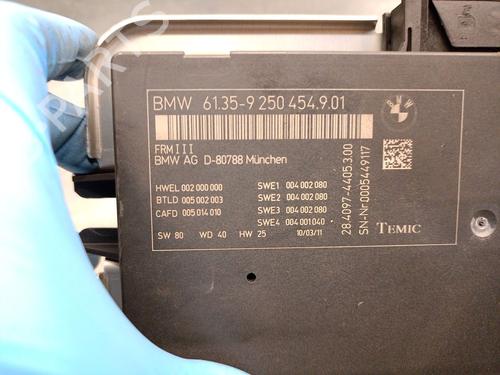 BMW 61.35-9 250 454.9.01
FRM III
BMW AG D-80788 München
HWEL 002 000 000
BTLD 005 002 003
CAFD 005 014 010
SWE1 004 002 080
SWE2 004 002 080
SWE3 004 002 080
SWE4 004 001 040
SW 80 WD 40 HW 25 10/03/11
28.4097-4405.3.00
SN-Nr.0005449117
TEMIC
BMW
PARTS